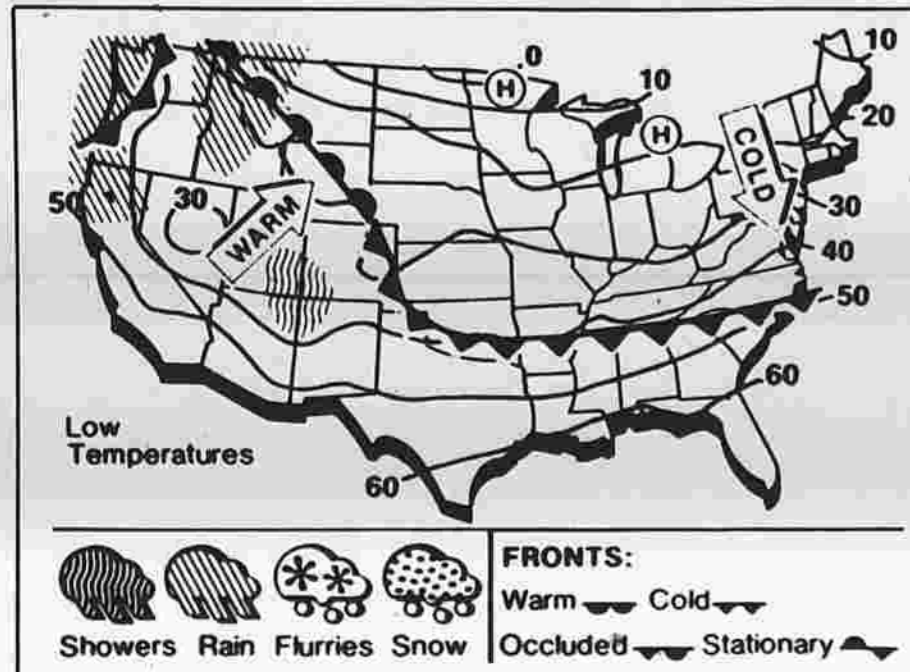 0
10
10
H
H
COLD
20
50
30
WARM
30
40
50
60
Low
Temperatures
60
Showers Rain Flurries Snow
FRONTS:
Warm Cold
Occluded Stationary